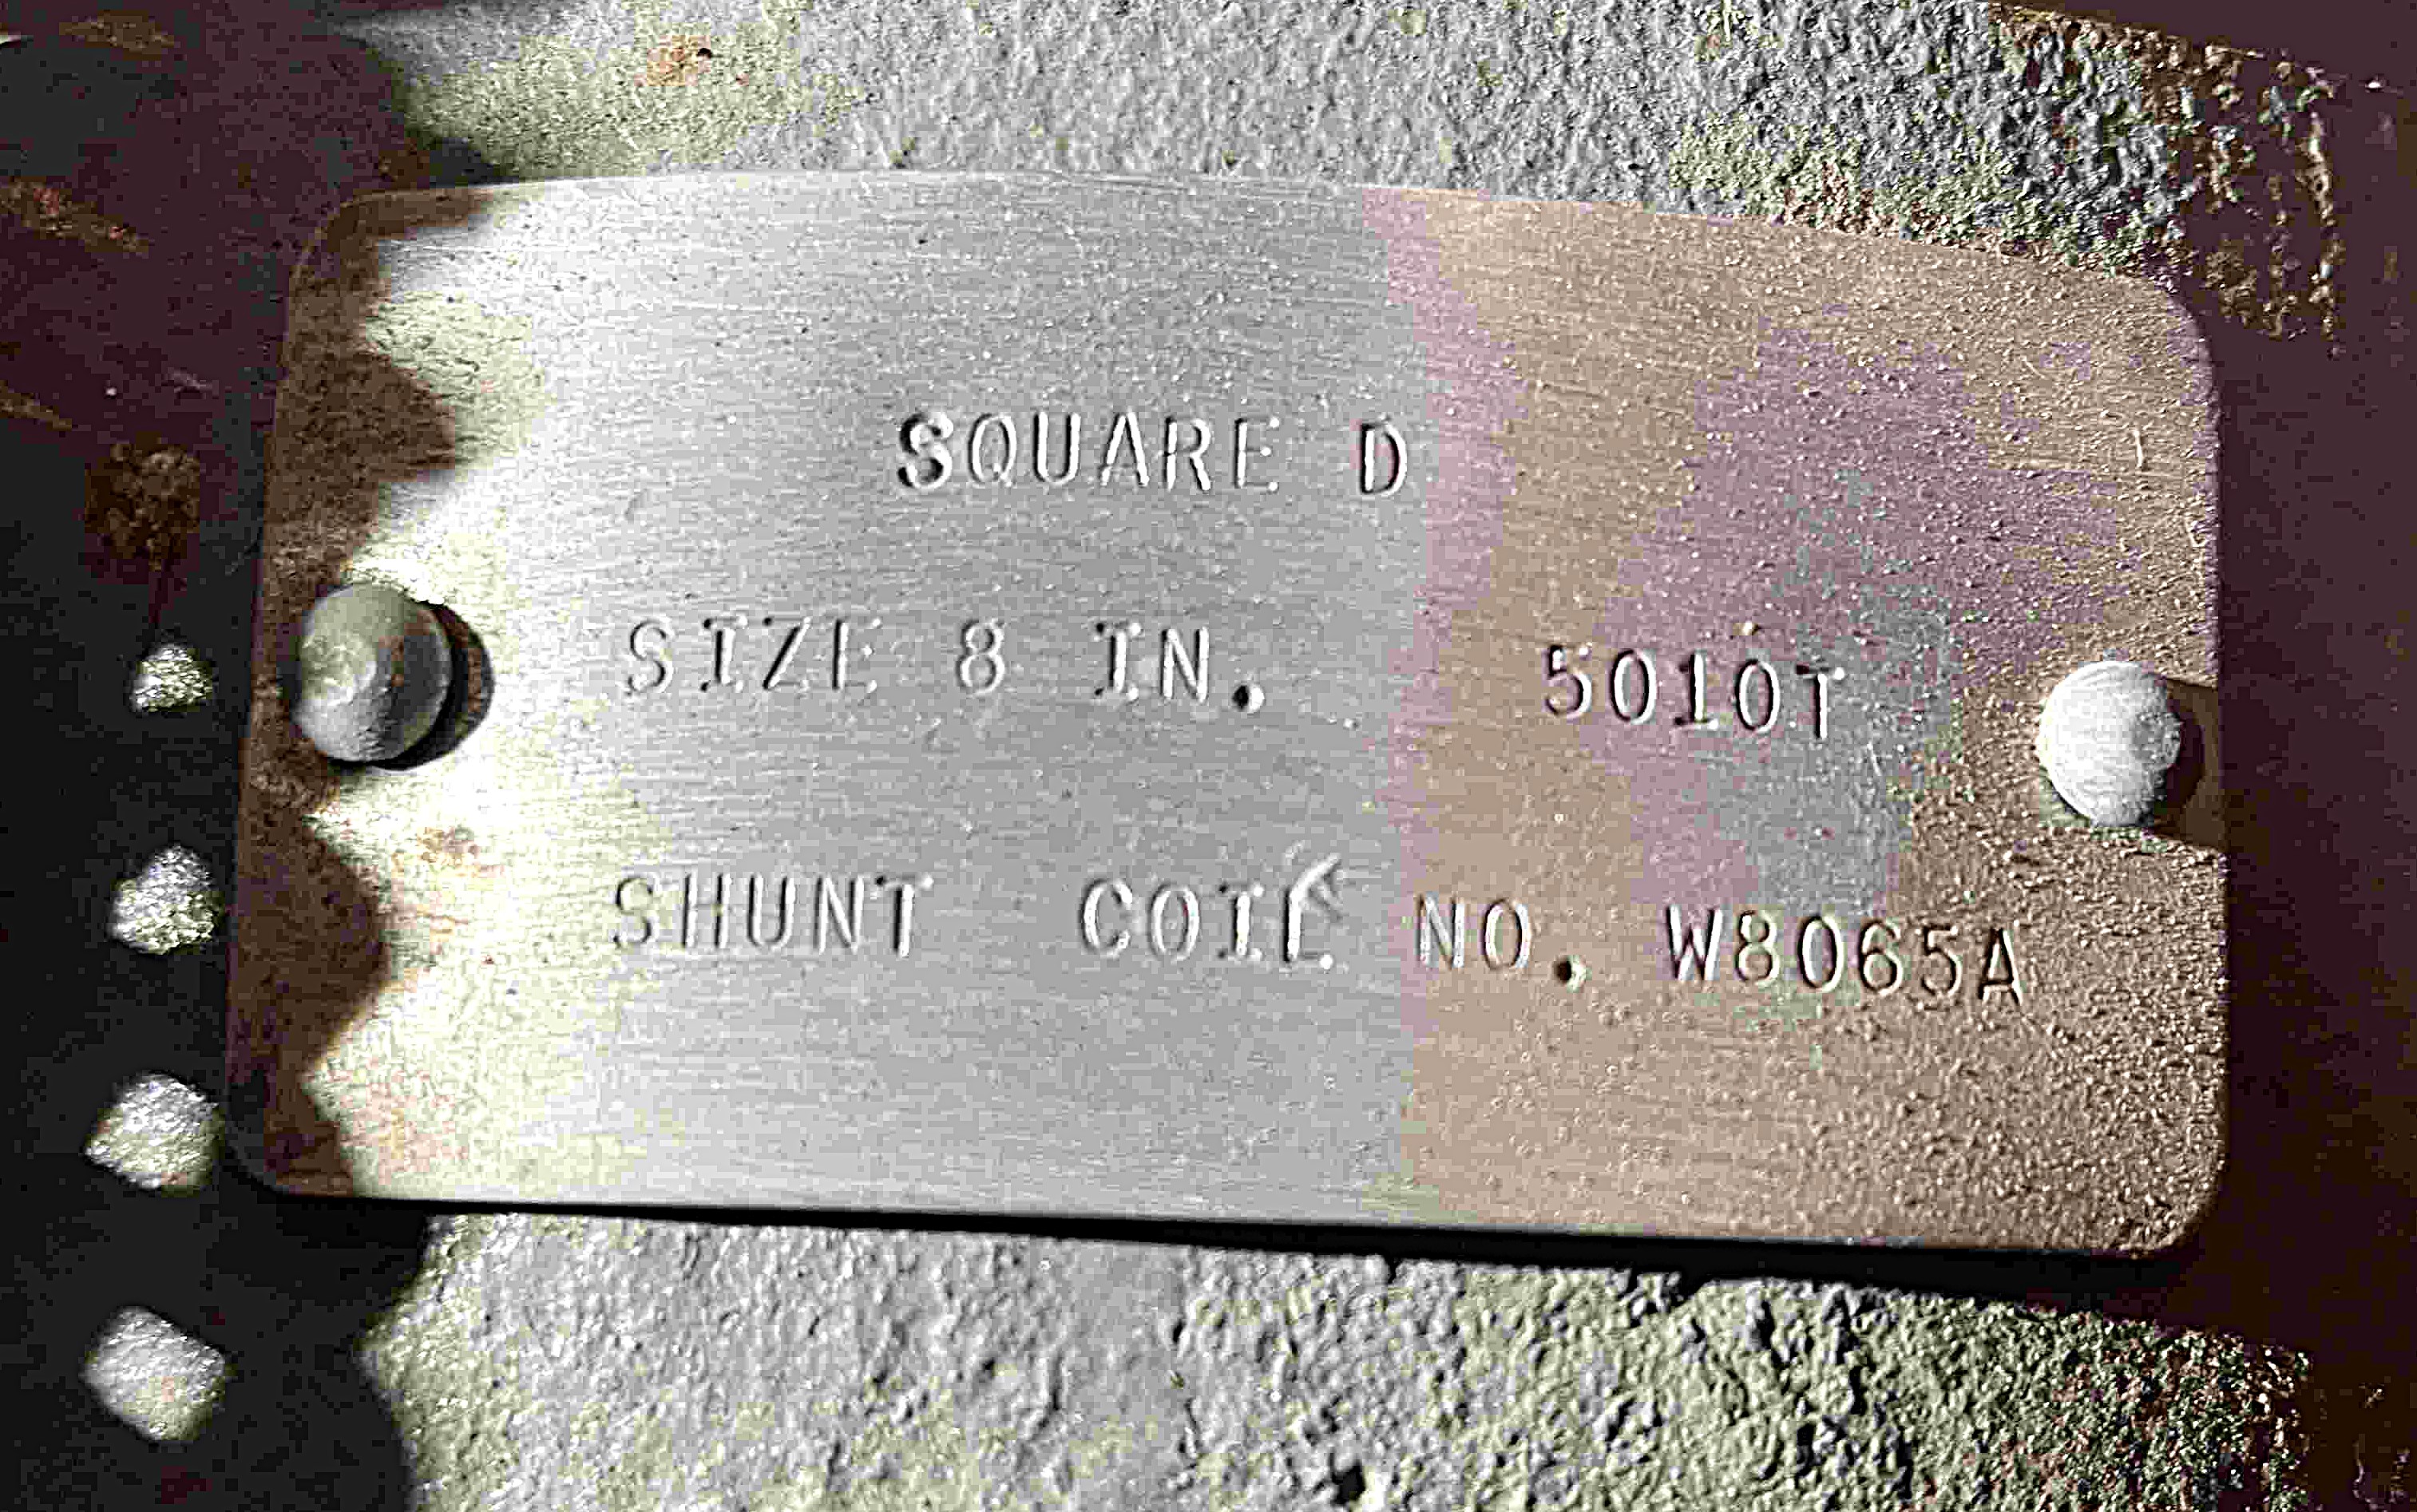 SQUARE D
SIZE 8 IN. 5010T
SHUNT COIL NO. W8065A